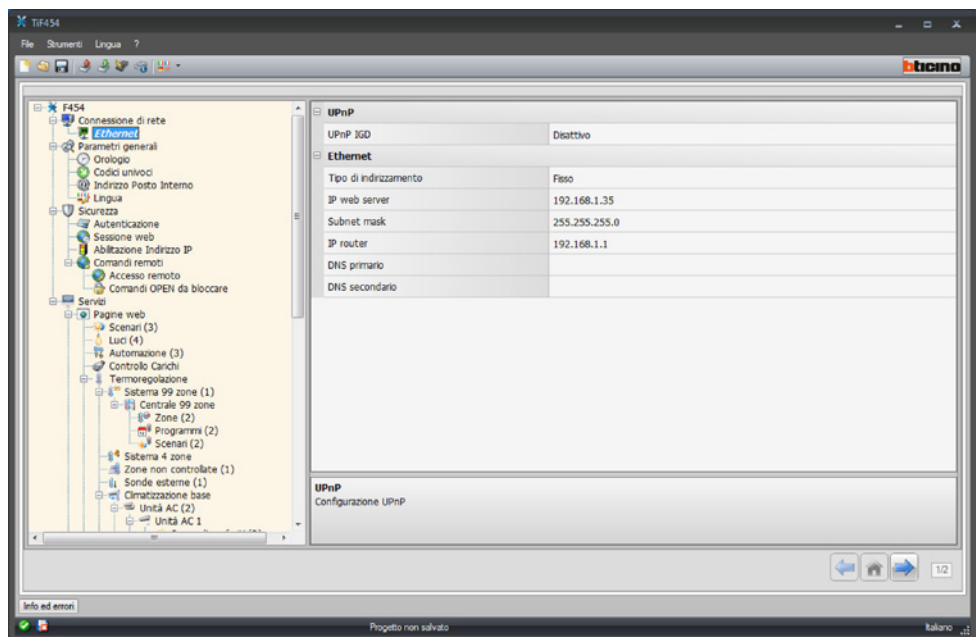 TiF454
File Strumenti Lingua ?
bticino
F454
Connessione di rete
Ethernet
Parametri generali
Orologio
Codici univoci
Indirizzo Posto Interno
Lingua
Sicurezza
Autenticazione
Sessione web
Abilitazione Indirizzo IP
Comandi remoti
Accesso remoto
Comandi OPEN da bloccare
Servizi
Pagine web
Scenari (3)
Luci (4)
Automazione (3)
Controllo Carichi
Termoregolazione
Sistema 99 zone (1)
Centrale 99 zone
Zone (2)
Programmi (2)
Scenari (2)
Sistema 4 zone
Zone non controllate (1)
Sonde esterne (1)
Climatizzazione base
Unità AC (2)
Unità AC 1
UPnP
UPnP IGD Disattivo
Ethernet
Tipo di indirizzamento Fisso
IP web server 192.168.1.35
Subnet mask 255.255.255.0
IP router 192.168.1.1
DNS primario
DNS secondario
UPnP
Configurazione UPnP
1/2
Info ed errori
Progetto non salvato Italiano